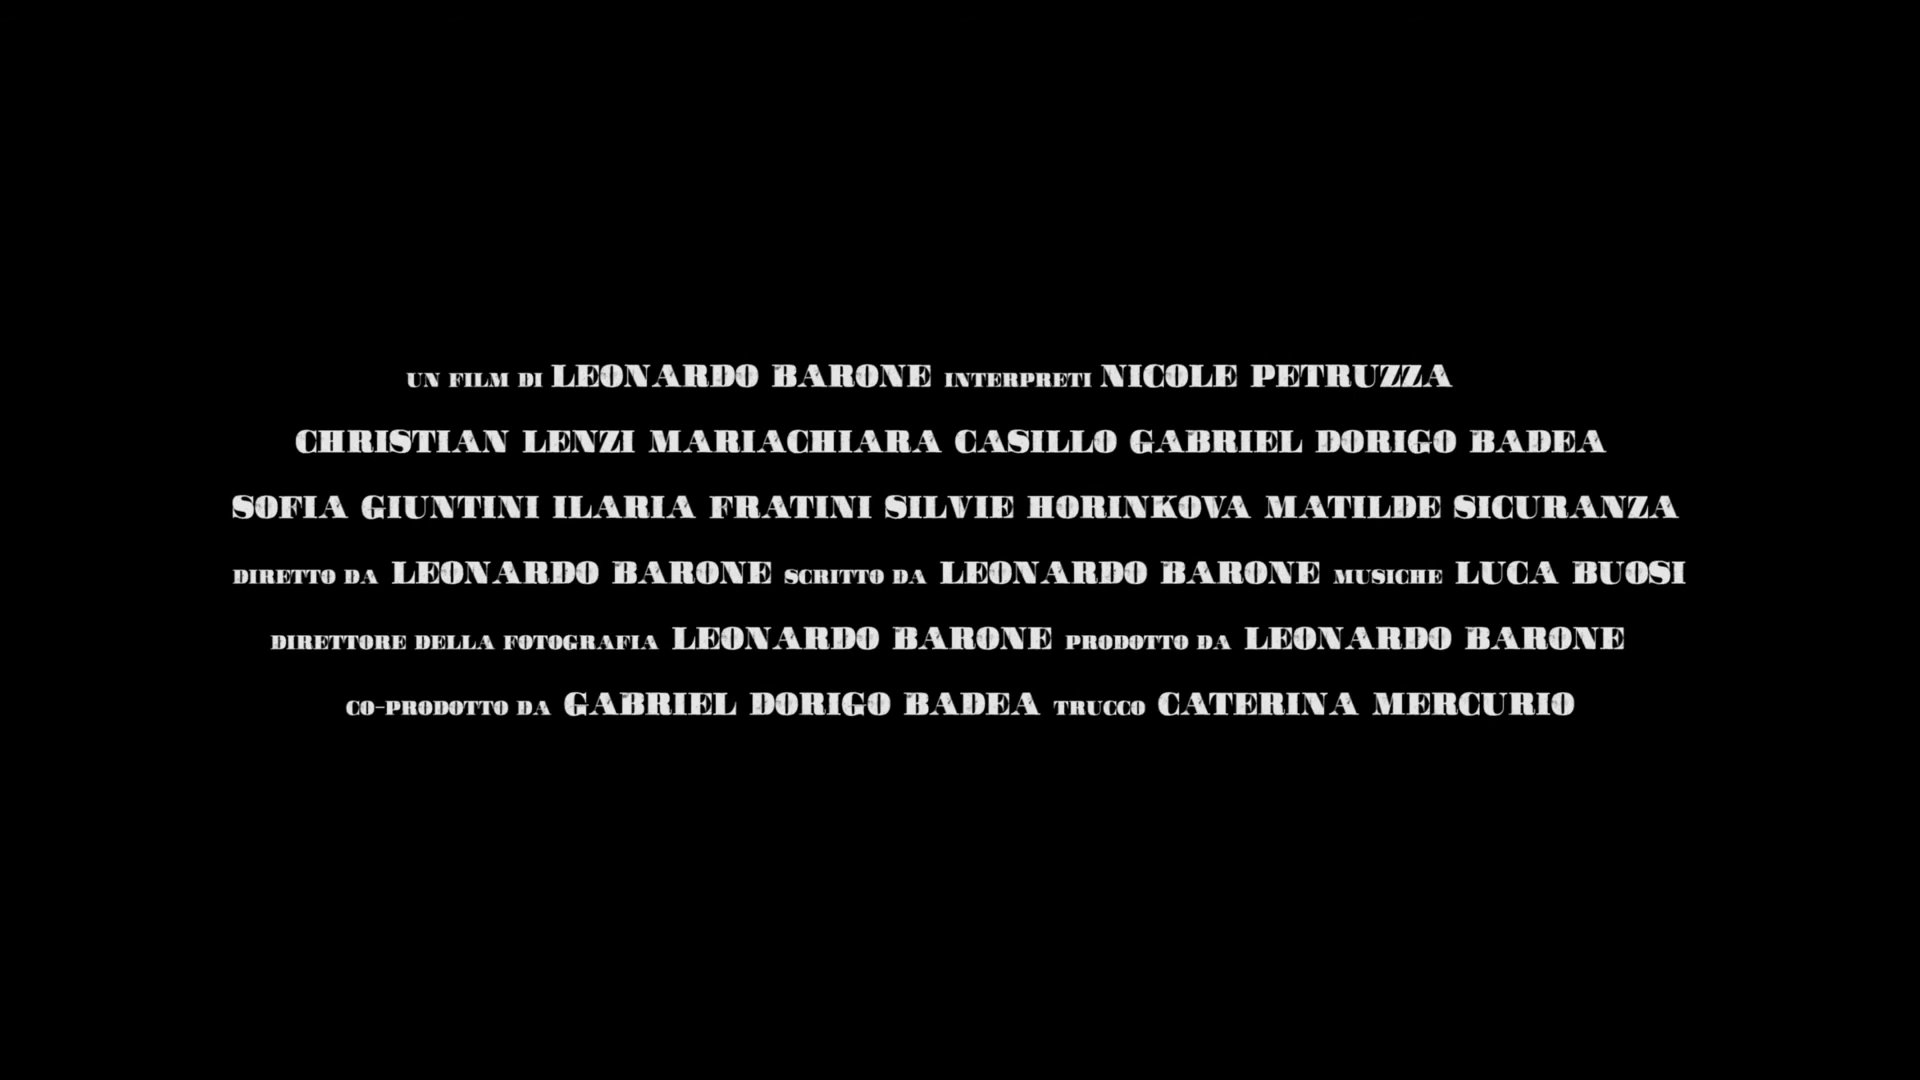 UN FILM DI LEONARDO BARONE INTERPRETI NICOLE PETRUZZA
CHRISTIAN LENZI MARIACHIARA CASILLO GABRIEL DORIGO BADEA
SOFIA GIUNTINI ILARIA FRATINI SILVIE HORINKOVA MATILDE SICURANZA
DIRETTO DA LEONARDO BARONE SCRITTO DA LEONARDO BARONE MUSICHE LUCA BUOSI
DIRETTORE DELLA FOTOGRAFIA LEONARDO BARONE PRODOTTO DA LEONARDO BARONE
CO-PRODOTTO DA GABRIEL DORIGO BADEA TRUCCO CATERINA MERCURIO